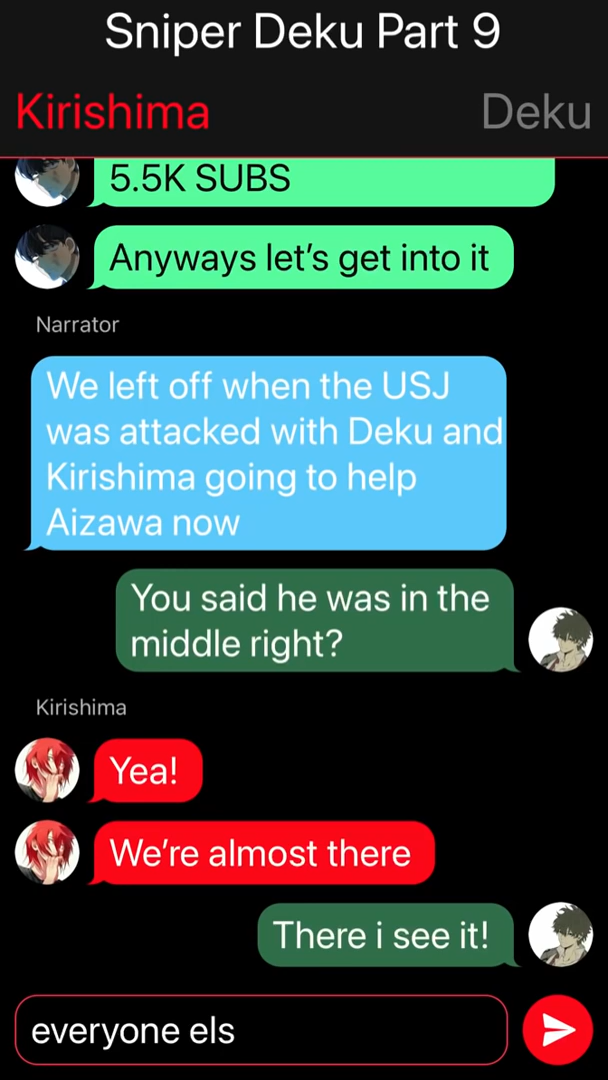 Sniper Deku Part 9
Kirishima
Deku
5.5K SUBS
Anyways let’s get into it
Narrator
We left off when the USJ
was attacked with Deku and
Kirishima going to help
Aizawa now
You said he was in the
middle right?
Kirishima
Yea!
We’re almost there
There i see it!
everyone els